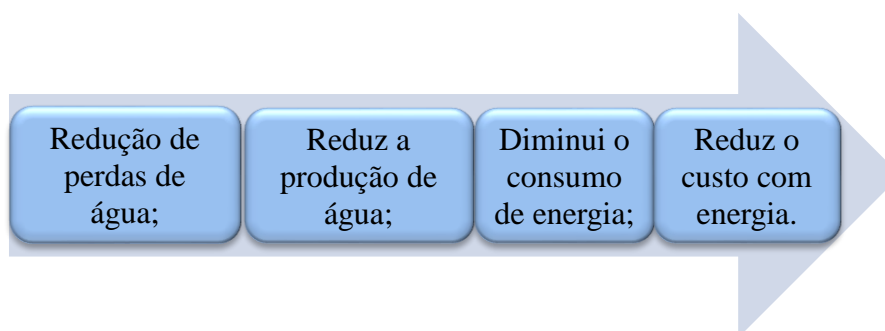 Redução de
perdas de
água;
Reduz a
produção de
água;
Diminui o
consumo
de energia;
Reduz o
custo com
energia.